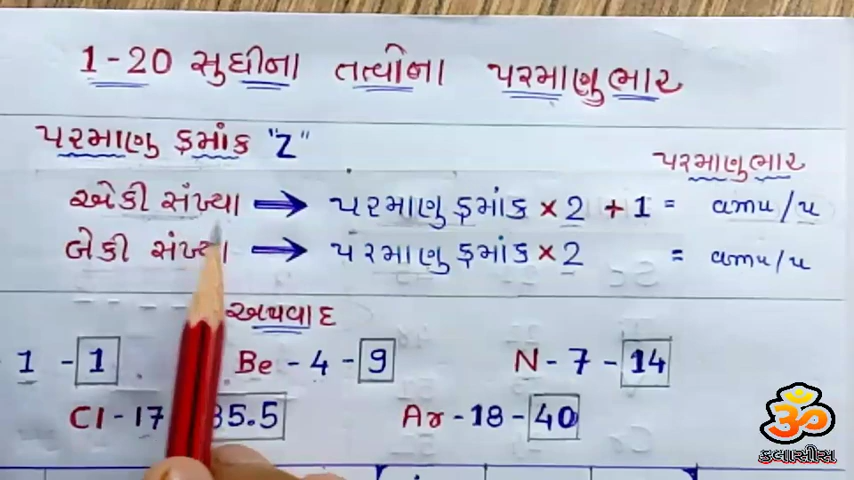 1-20 સુધીના તત્વોના પરમાણુભાર
પરમાણુ ક્રમાંક "Z"
પરમાણુભાર
એકી સંખ્યા → પરમાણુ ક્રમાંક × 2 + 1 = amu/u
બેકી સંખ્યા → પરમાણુ ક્રમાંક × 2 = amu/u
અપવાદ
1 - 1 Be - 4 - 9 N - 7 - 14
Cl - 17 35.5 Ar - 18 - 40
ૐ
કલાસીસ